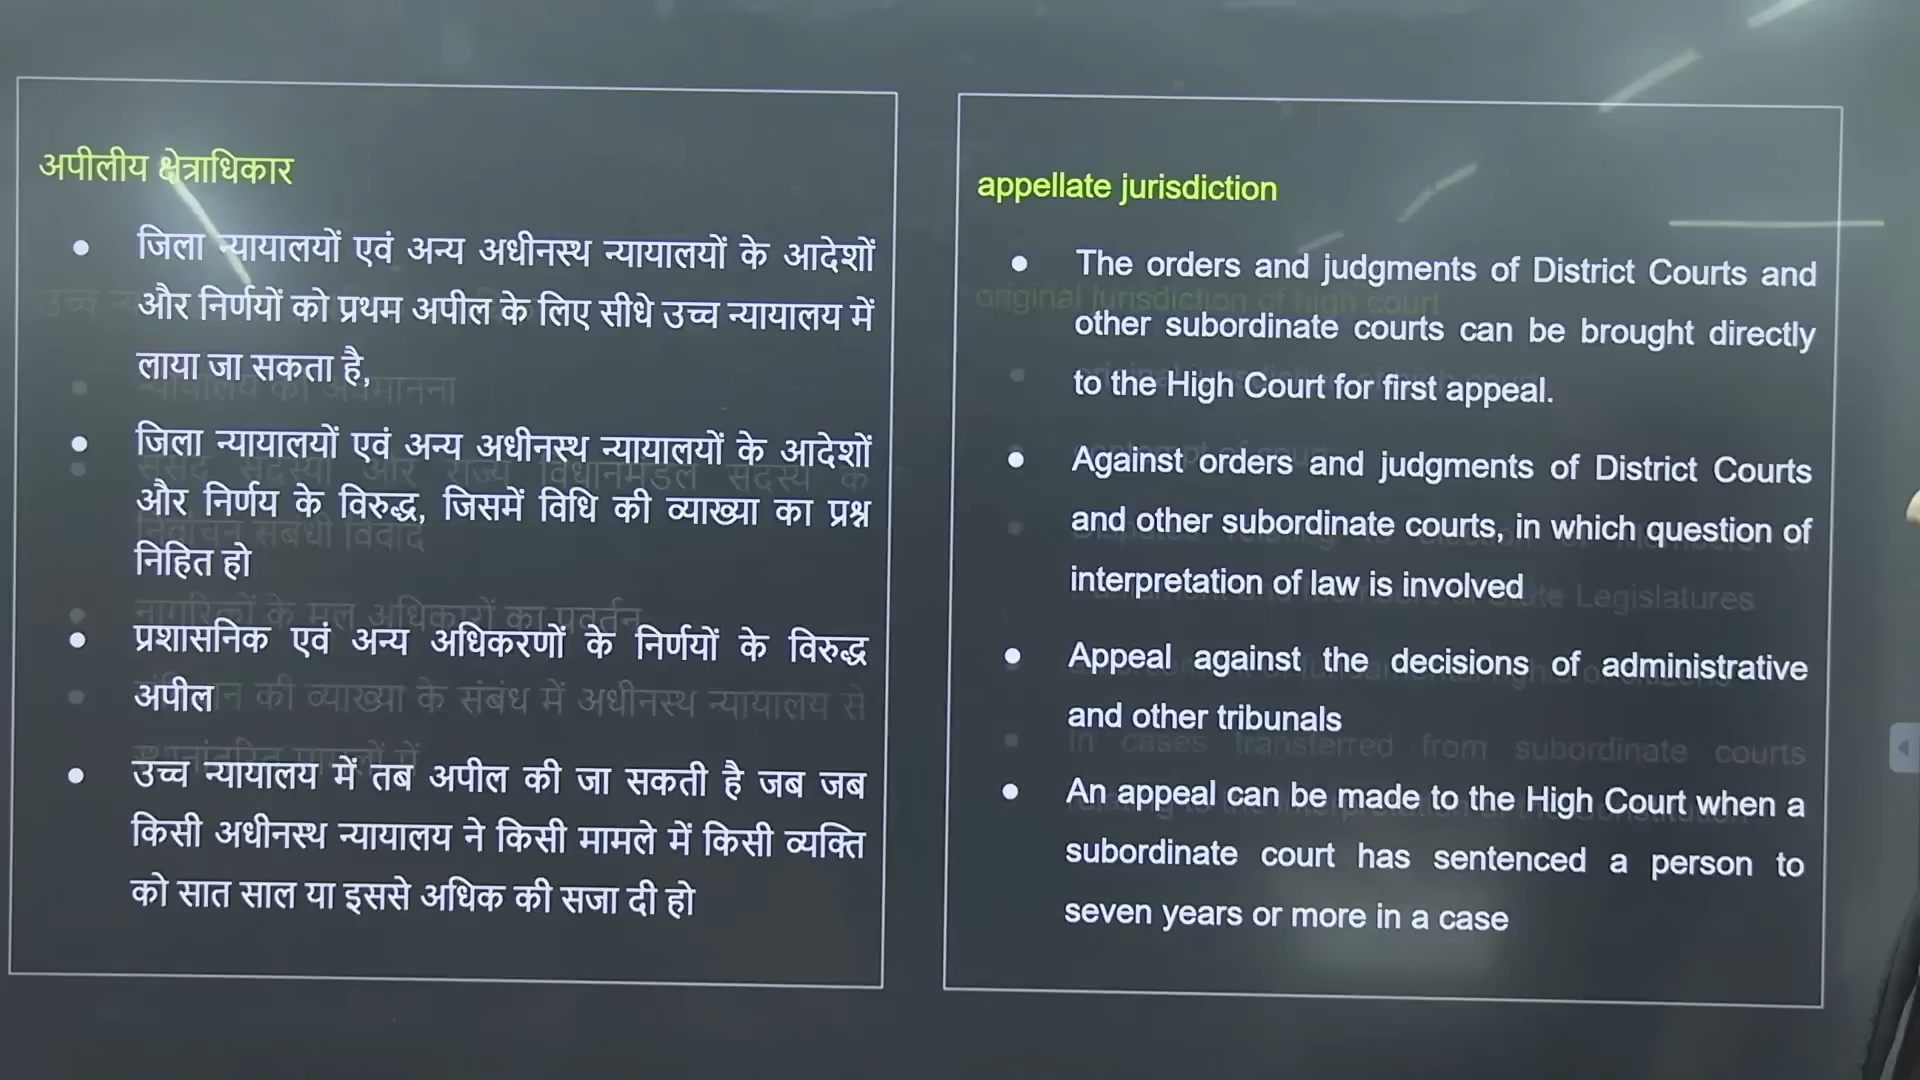 अपीलीय क्षेत्राधिकार
जिला न्यायालयों एवं अन्य अधीनस्थ न्यायालयों के आदेशों
और निर्णयों को प्रथम अपील के लिए सीधे उच्च न्यायालय में
लाया जा सकता है,
जिला न्यायालयों एवं अन्य अधीनस्थ न्यायालयों के आदेशों
और निर्णय के विरुद्ध, जिसमें विधि की व्याख्या का प्रश्न
निहित हो
प्रशासनिक एवं अन्य अधिकरणों के निर्णयों के विरुद्ध
अपील
उच्च न्यायालय में तब अपील की जा सकती है जब जब
किसी अधीनस्थ न्यायालय ने किसी मामले में किसी व्यक्ति
को सात साल या इससे अधिक की सजा दी हो
appellate jurisdiction
The orders and judgments of District Courts and
other subordinate courts can be brought directly
to the High Court for first appeal.
Against orders and judgments of District Courts
and other subordinate courts, in which question of
interpretation of law is involved
Appeal against the decisions of administrative
and other tribunals
An appeal can be made to the High Court when a
subordinate court has sentenced a person to
seven years or more in a case